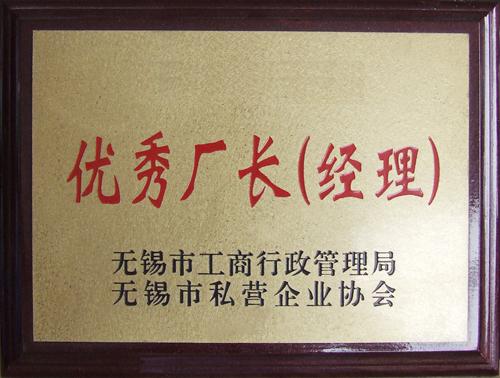 优秀厂长(经理)
无锡市工商行政管理局
无锡市私营企业协会